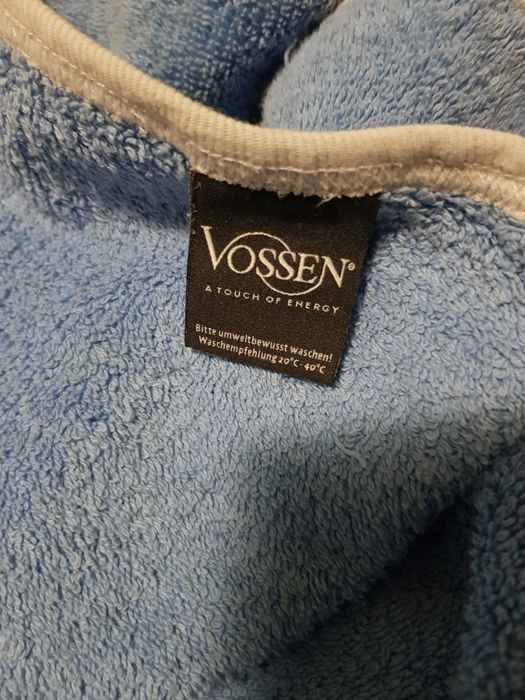 VOSSEN®
A TOUCH OF ENERGY
Bitte umweltbewusst waschen!
Waschempfehlung 20°C - 40°C